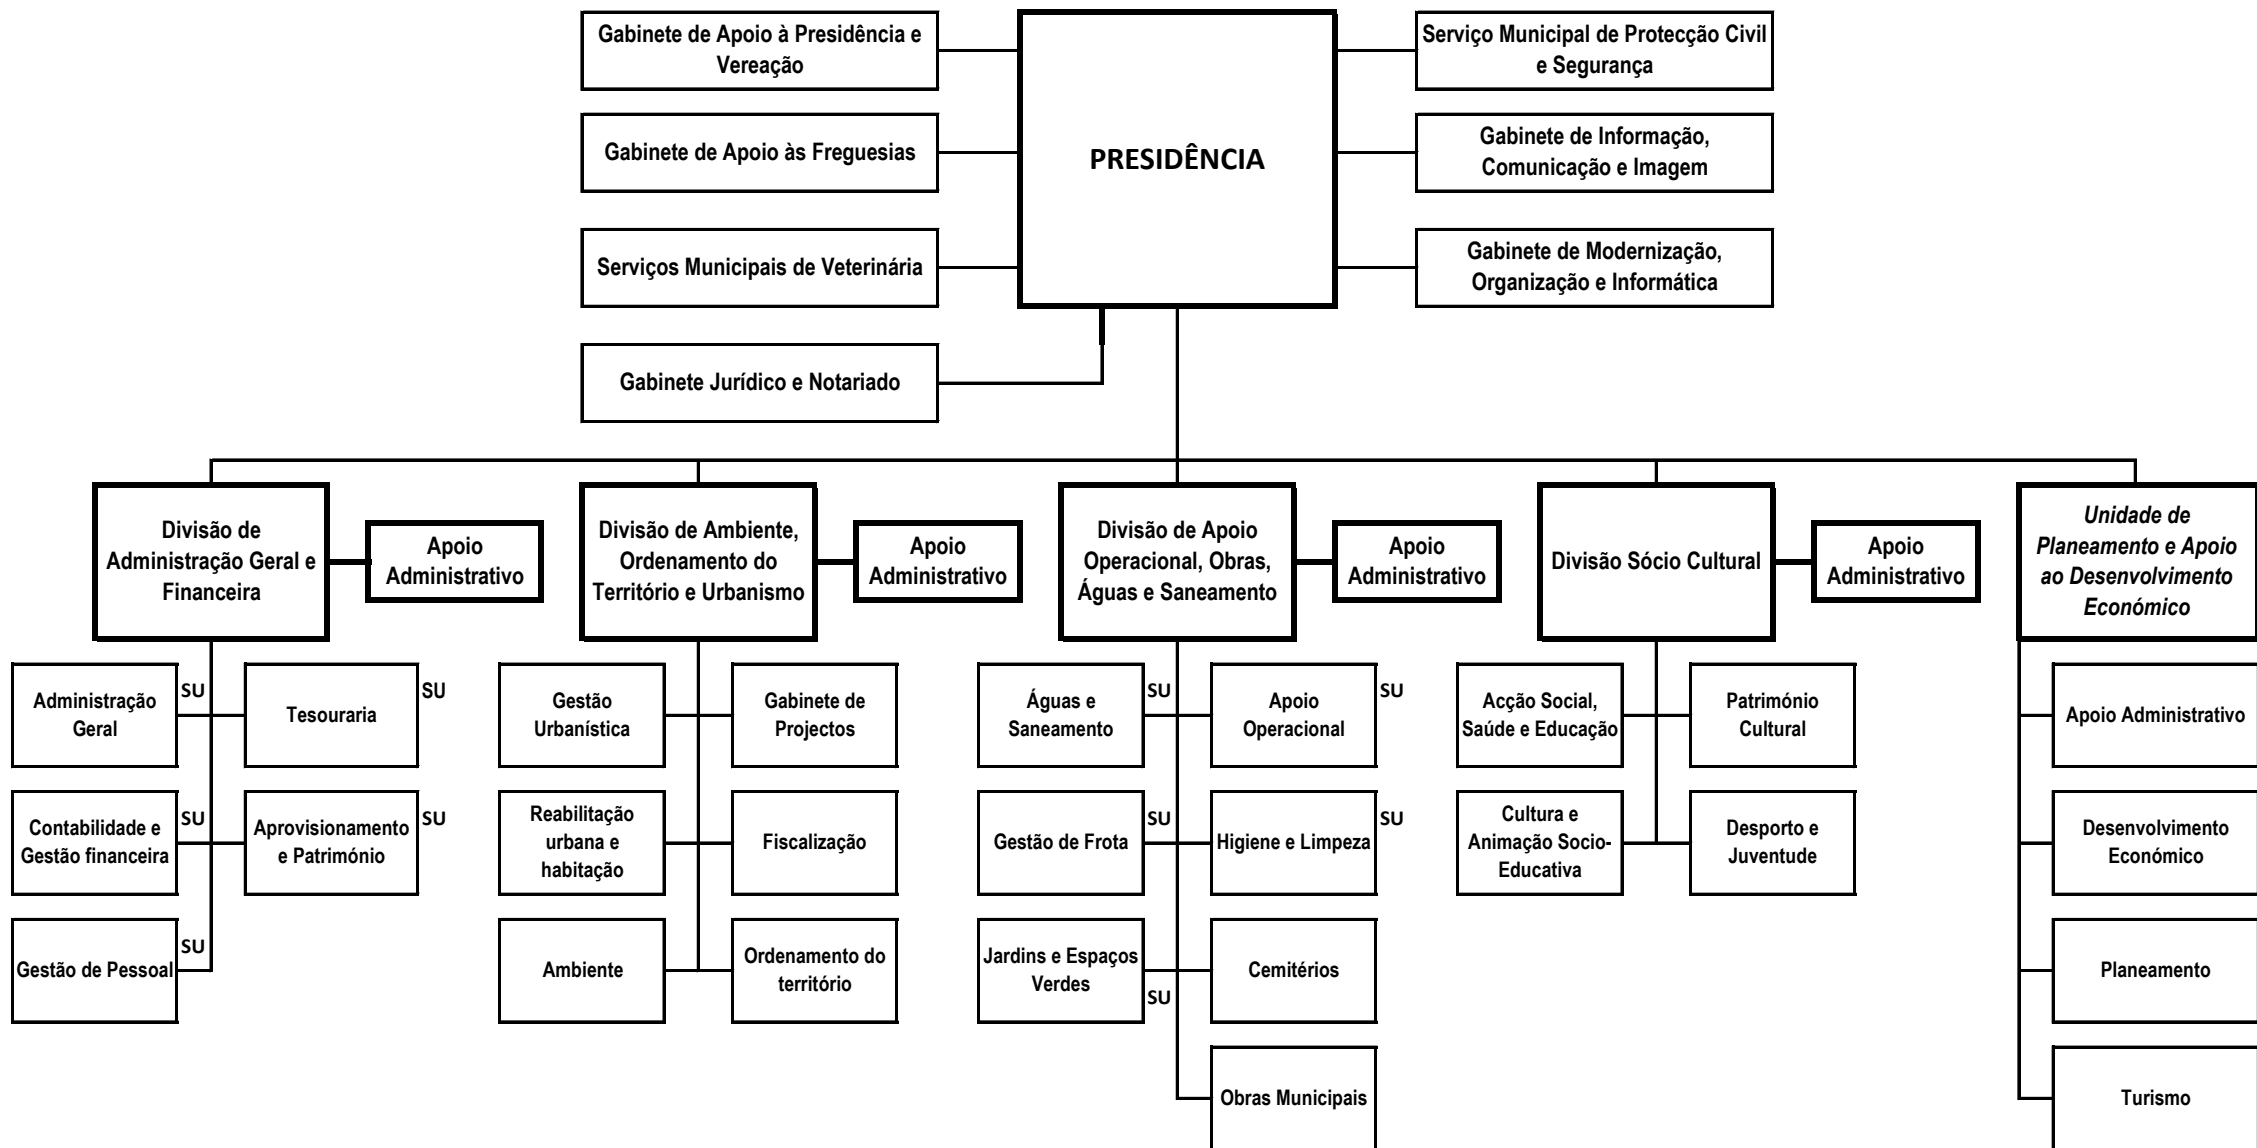 Gabinete de Apoio à Presidência e
Vereação
Serviço Municipal de Protecção Civil
e Segurança
Gabinete de Apoio às Freguesias
PRESIDÊNCIA
Gabinete de Informação,
Comunicação e Imagem
Serviços Municipais de Veterinária
Gabinete de Modernização,
Organização e Informática
Gabinete Jurídico e Notariado
Divisão de
Administração Geral e
Financeira
Apoio
Administrativo
Divisão de Ambiente,
Ordenamento do
Território e Urbanismo
Apoio
Administrativo
Divisão de Apoio
Operacional, Obras,
Águas e Saneamento
Apoio
Administrativo
Divisão Sócio Cultural
Apoio
Administrativo
Unidade de
Planeamento e Apoio
ao Desenvolvimento
Económico
Administração
Geral
SU
Tesouraria
SU
Gestão
Urbanística
Gabinete de
Projectos
Águas e
Saneamento
SU
Apoio
Operacional
SU
Acção Social,
Saúde e Educação
Património
Cultural
Apoio Administrativo
Contabilidade e
Gestão financeira
SU
Aprovisionamento
e Património
SU
Reabilitação
urbana e
habitação
Fiscalização
Gestão de Frota
SU
Higiene e Limpeza
SU
Cultura e
Animação Socio-
Educativa
Desporto e
Juventude
Desenvolvimento
Económico
Gestão de Pessoal
SU
Ambiente
Ordenamento do
território
Jardins e Espaços
Verdes
SU
Cemitérios
Planeamento
Obras Municipais
Turismo